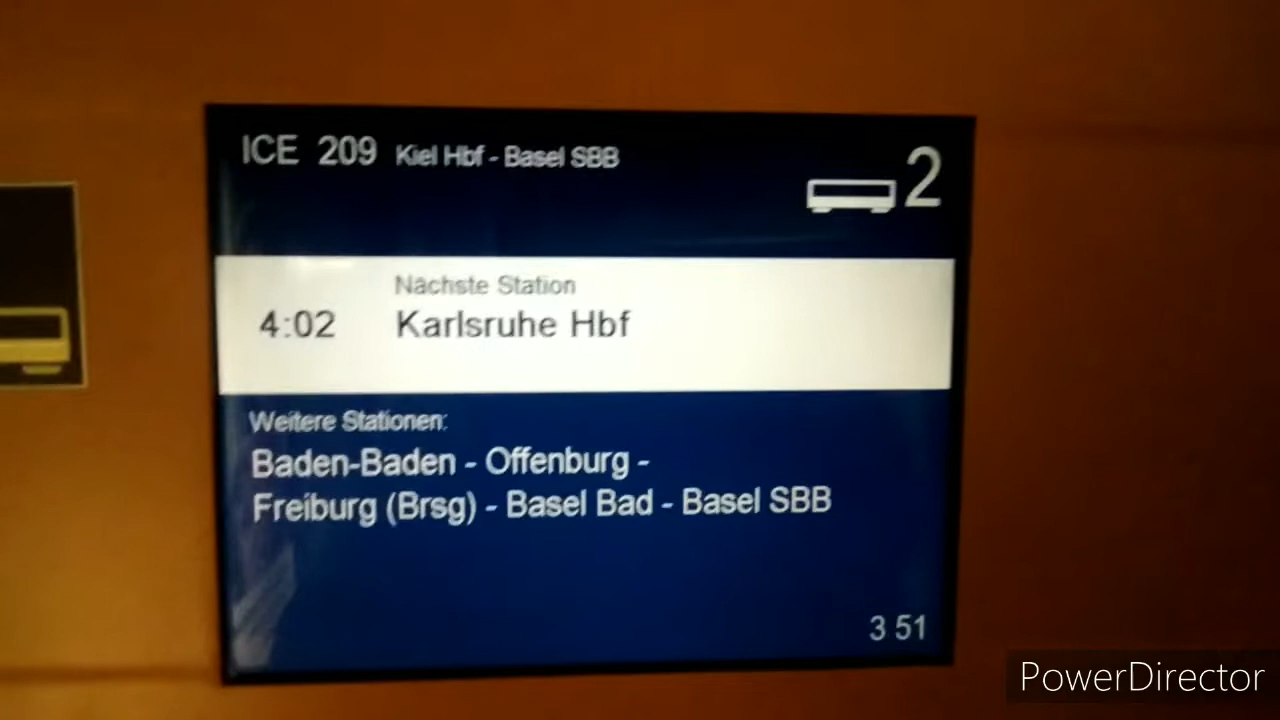 ICE 209 Kiel Hbf - Basel SBB
2
Nächste Station
4:02 Karlsruhe Hbf
Weitere Stationen:
Baden-Baden - Offenburg -
Freiburg (Brsg) - Basel Bad - Basel SBB
3 51
PowerDirector